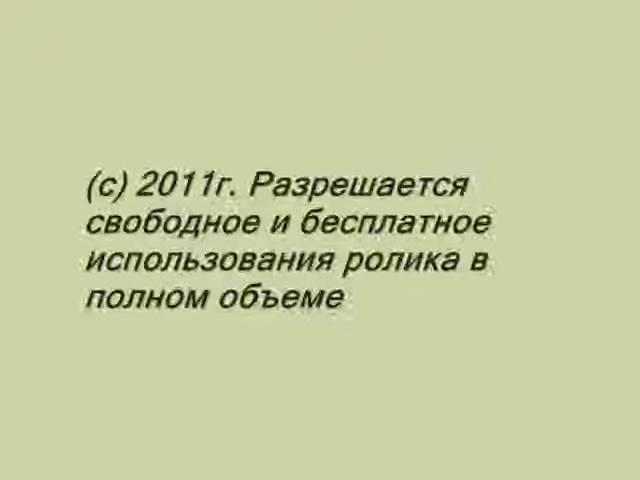 (с) 2011г. Разрешается
свободное и бесплатное
использования ролика в
полном объеме